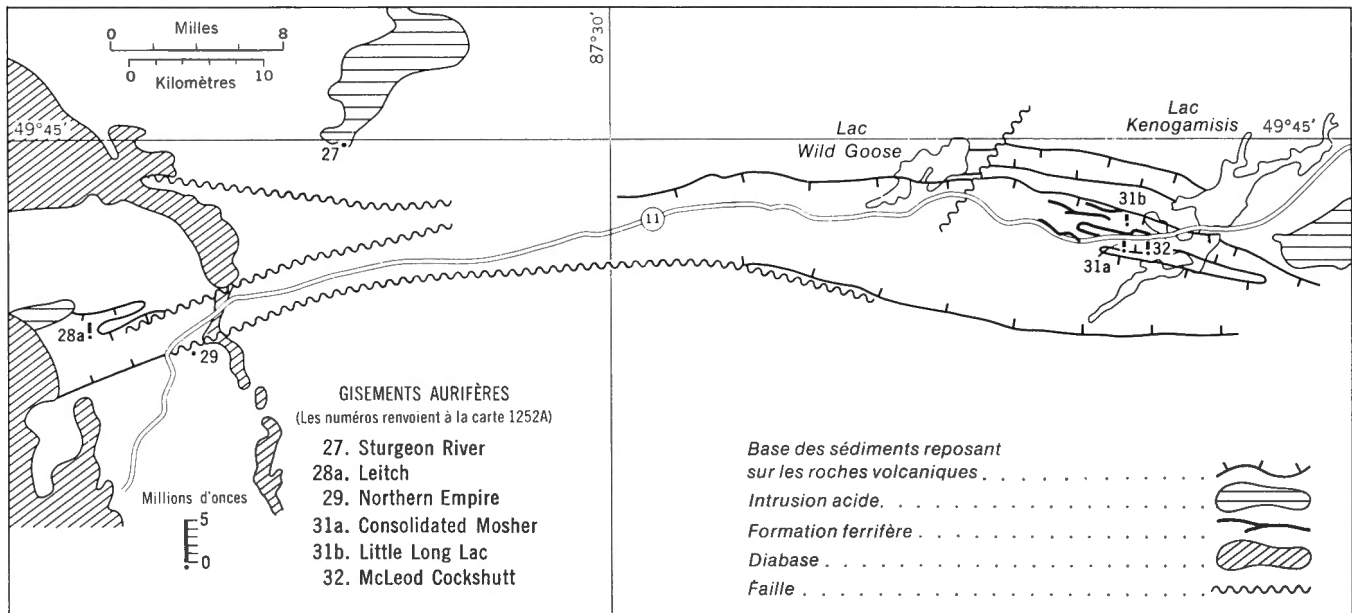 Milles
0 8
0 10
Kilomètres
87°30'
49°45'
27
Lac
Wild Goose
Lac
Kenogamisis
49°45'
11
31b
32
31a
28a
29
GISEMENTS AURIFÈRES
(Les numéros renvoient à la carte 1252A)
27. Sturgeon River
28a. Leitch
29. Northern Empire
31a. Consolidated Mosher
31b. Little Long Lac
32. McLeod Cockshutt
Millions d'onces
5
0
Base des sédiments reposant
sur les roches volcaniques . . . . . . . . . . . .
Intrusion acide. . . . . . . . . . . . . . . . . .
Formation ferrifère . . . . . . . . . . . . . . .
Diabase . . . . . . . . . . . . . . . . . . . .
Faille . . . . . . . . . . . . . . . . . . . . .